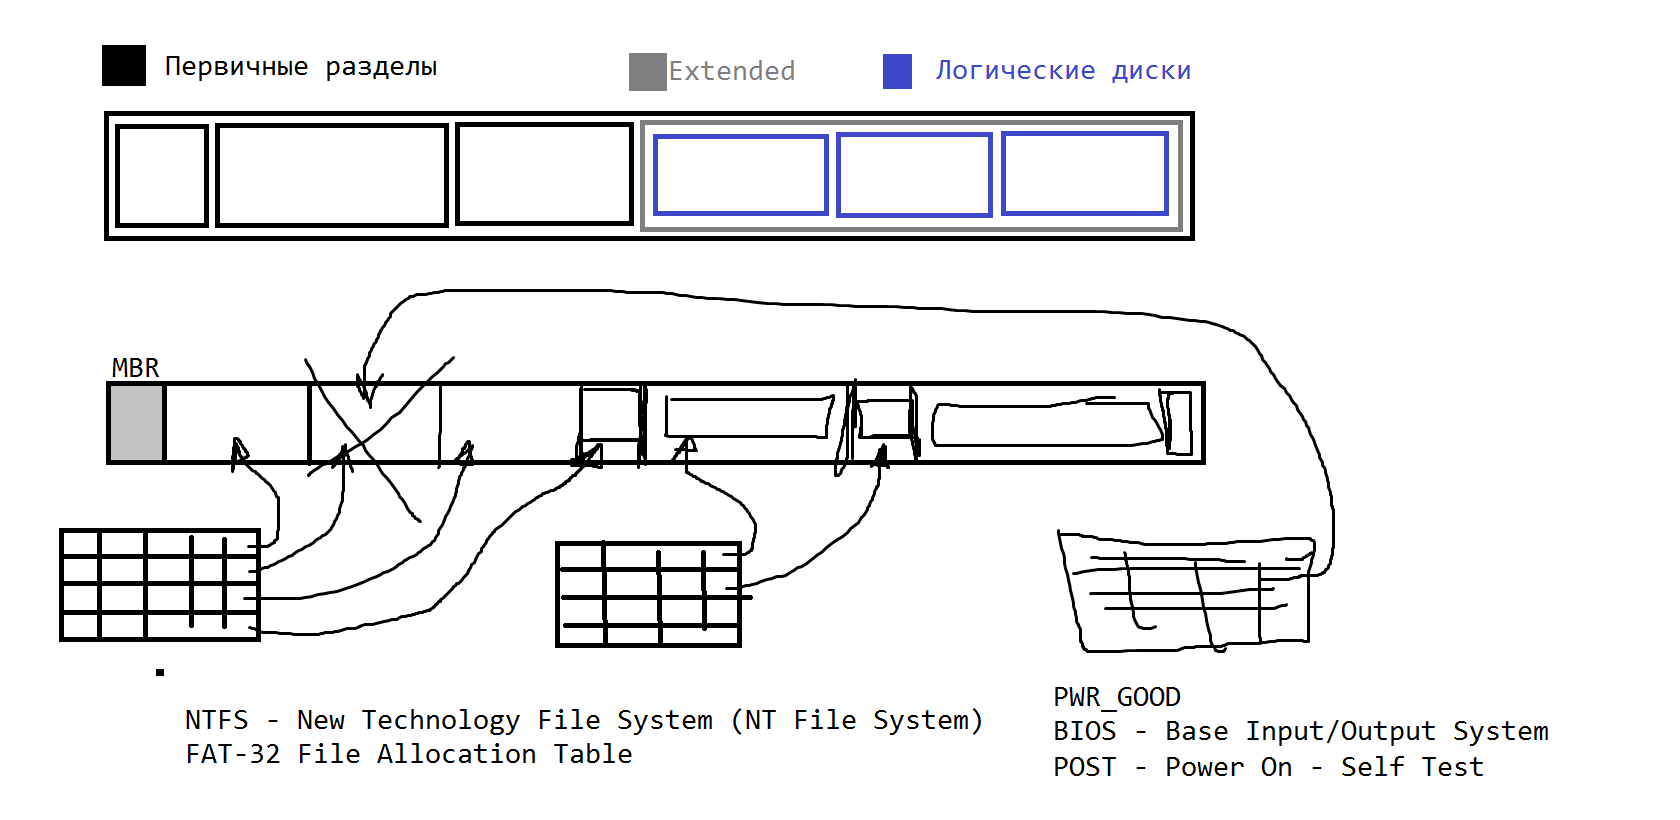 Первичные разделы
Extended
Логические диски
MBR
NTFS - New Technology File System (NT File System)
FAT-32 File Allocation Table
PWR_GOOD
BIOS - Base Input/Output System
POST - Power On - Self Test